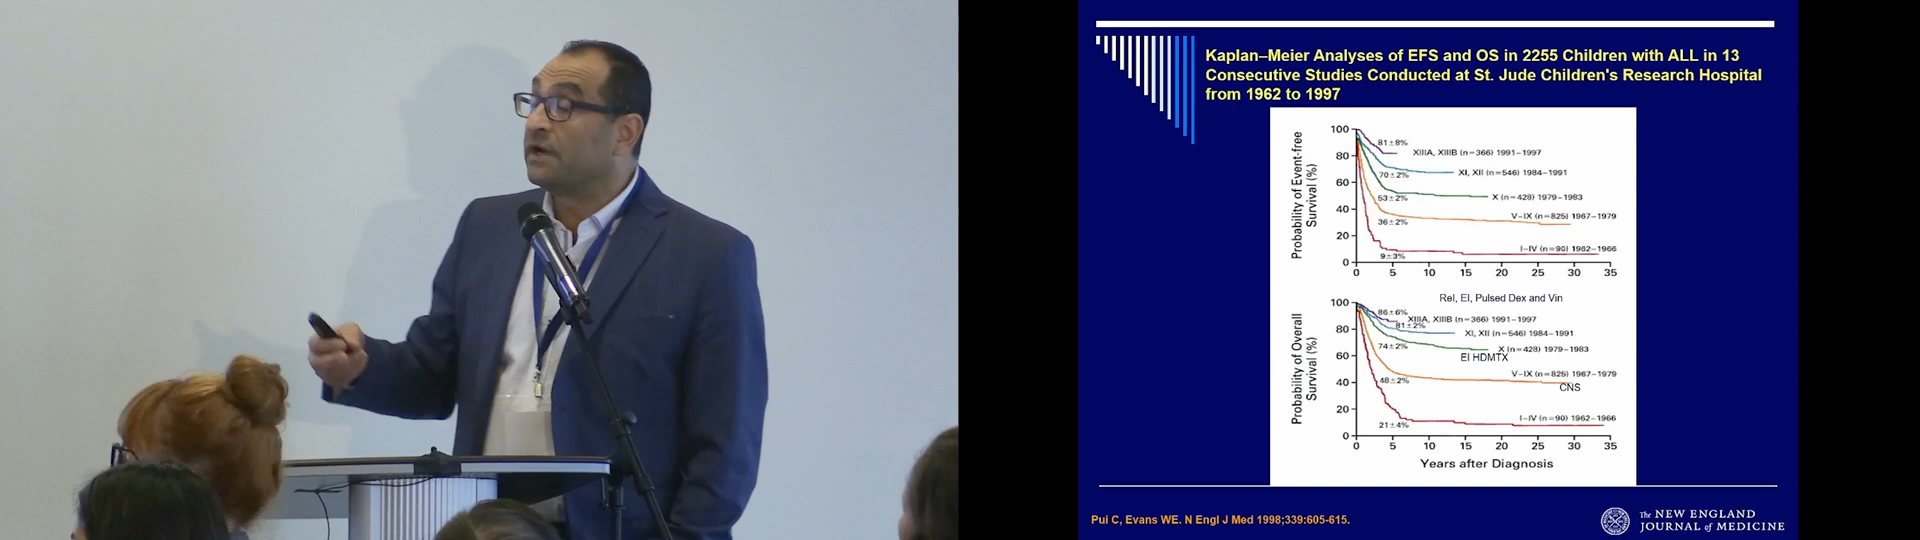 Kaplan–Meier Analyses of EFS and OS in 2255 Children with ALL in 13
Consecutive Studies Conducted at St. Jude Children's Research Hospital
from 1962 to 1997
Probability of Event-free
Survival (%)
100
80
60
40
20
0
81±8%
XIIIA, XIIIB (n=366) 1991–1997
70±2%
XI, XII (n=546) 1984–1991
53±2%
X (n=428) 1979–1983
36±2%
V–IX (n=825) 1967–1979
9±3%
I–IV (n=90) 1962–1966
0 5 10 15 20 25 30 35
Rel, EI, Pulsed Dex and Vin
Probability of Overall
Survival (%)
100
80
60
40
20
0
86±6%
XIIIA, XIIIB (n=366) 1991–1997
81±2%
XI, XII (n=546) 1984–1991
74±2%
X (n=428) 1979–1983
EI HDMTX
48±2%
V–IX (n=825) 1967–1979
CNS
21±4%
I–IV (n=90) 1962–1966
0 5 10 15 20 25 30 35
Years after Diagnosis
Pui C, Evans WE. N Engl J Med 1998;339:605-615.
The NEW ENGLAND
JOURNAL of MEDICINE